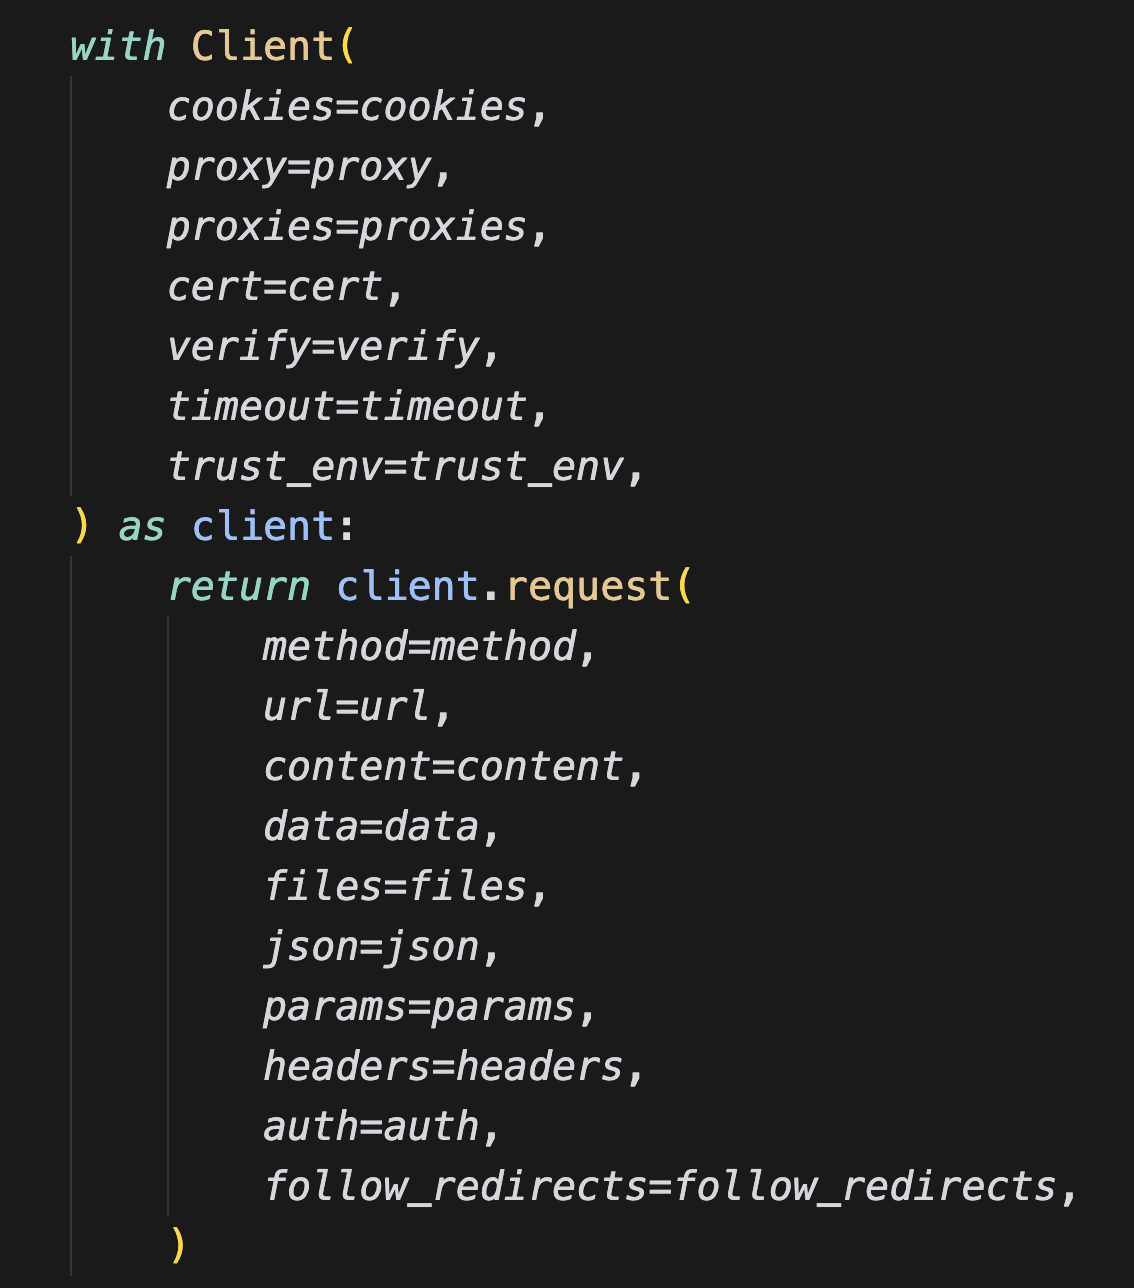 with Client(
    cookies=cookies,
    proxy=proxy,
    proxies=proxies,
    cert=cert,
    verify=verify,
    timeout=timeout,
    trust_env=trust_env,
) as client:
    return client.request(
        method=method,
        url=url,
        content=content,
        data=data,
        files=files,
        json=json,
        params=params,
        headers=headers,
        auth=auth,
        follow_redirects=follow_redirects,
    )